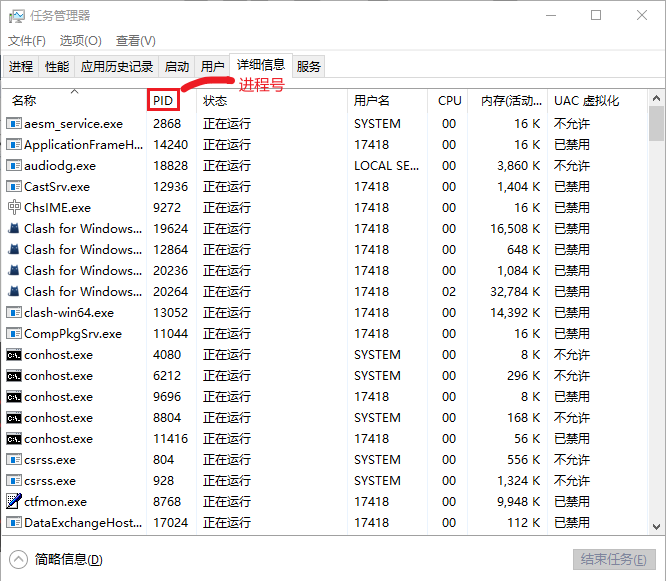 任务管理器
文件(F) 选项(O) 查看(V)
进程 性能 应用历史记录 启动 用户 详细信息 服务
进程号
名称 PID 状态 用户名 CPU 内存(活动... UAC 虚拟化
aesm_service.exe 2868 正在运行 SYSTEM 00 16 K 不允许
ApplicationFrameH... 14240 正在运行 17418 00 16 K 已禁用
audiodg.exe 18828 正在运行 LOCAL SE... 00 3,860 K 不允许
CastSrv.exe 12936 正在运行 17418 00 1,404 K 已禁用
ChsIME.exe 9272 正在运行 17418 00 16 K 已禁用
Clash for Windows... 19624 正在运行 17418 00 16,508 K 已禁用
Clash for Windows... 12864 正在运行 17418 00 648 K 已禁用
Clash for Windows... 20236 正在运行 17418 00 1,084 K 已禁用
Clash for Windows... 20264 正在运行 17418 02 32,784 K 已禁用
clash-win64.exe 13052 正在运行 17418 00 14,392 K 已禁用
CompPkgSrv.exe 11044 正在运行 17418 00 16 K 已禁用
conhost.exe 4080 正在运行 SYSTEM 00 8 K 不允许
conhost.exe 6212 正在运行 SYSTEM 00 296 K 不允许
conhost.exe 9696 正在运行 17418 00 8 K 已禁用
conhost.exe 8804 正在运行 SYSTEM 00 168 K 不允许
conhost.exe 11416 正在运行 17418 00 56 K 已禁用
csrss.exe 804 正在运行 SYSTEM 00 556 K 不允许
csrss.exe 928 正在运行 SYSTEM 00 1,324 K 不允许
ctfmon.exe 8768 正在运行 17418 00 9,948 K 已禁用
DataExchangeHost... 17024 正在运行 17418 00 112 K 已禁用
简略信息(D) 结束任务(E)